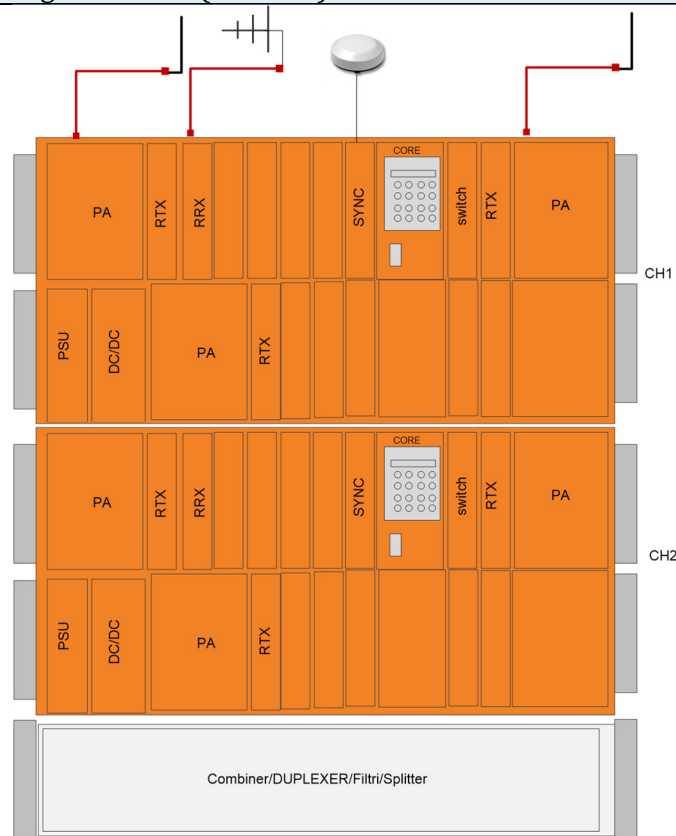 CORE
PA
RTX
RRX
SYNC
switch
RTX
PA
CH1
PSU
DC/DC
PA
RTX
CORE
PA
RTX
RRX
SYNC
switch
RTX
PA
CH2
PSU
DC/DC
PA
RTX
Combiner/DUPLEXER/Filtri/Splitter